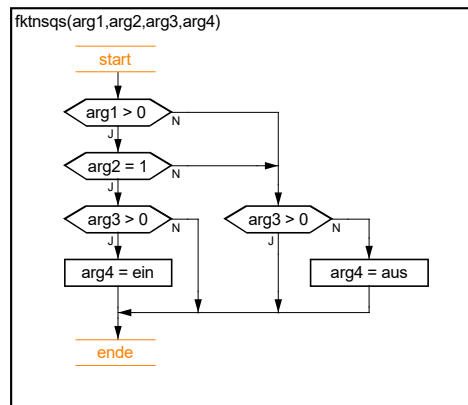 fktnsqs(arg1,arg2,arg3,arg4)
start
arg1 > 0
N
J
arg2 = 1
N
J
arg3 > 0
N
J
arg3 > 0
N
J
arg4 = ein
arg4 = aus
ende